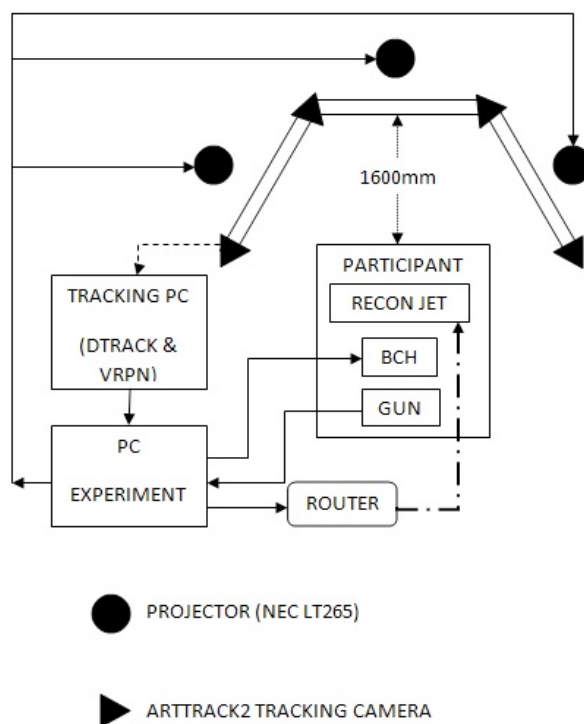 1600mm
PARTICIPANT
RECON JET
BCH
GUN
TRACKING PC
(DTRACK &
VRPN)
PC
EXPERIMENT
ROUTER
PROJECTOR (NEC LT265)
ARTTRACK2 TRACKING CAMERA